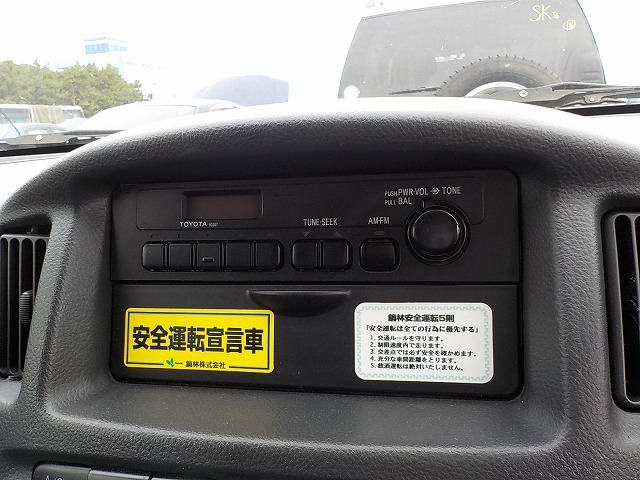 SK
PUSH PWR·VOL TONE
PULL BAL
TOYOTA
TUNE·SEEK
AM·FM
安全運転宣言車
鍋林株式会社
鍋林安全運転5則
「安全運転は全ての行為に優先する」
1. 交通ルールを守ります。
2. 制限速度内で走ります。
3. 交差点では必ず安全を確かめます。
4. 充分な車間距離をとります。
5. 飲酒運転は絶対いたしません。